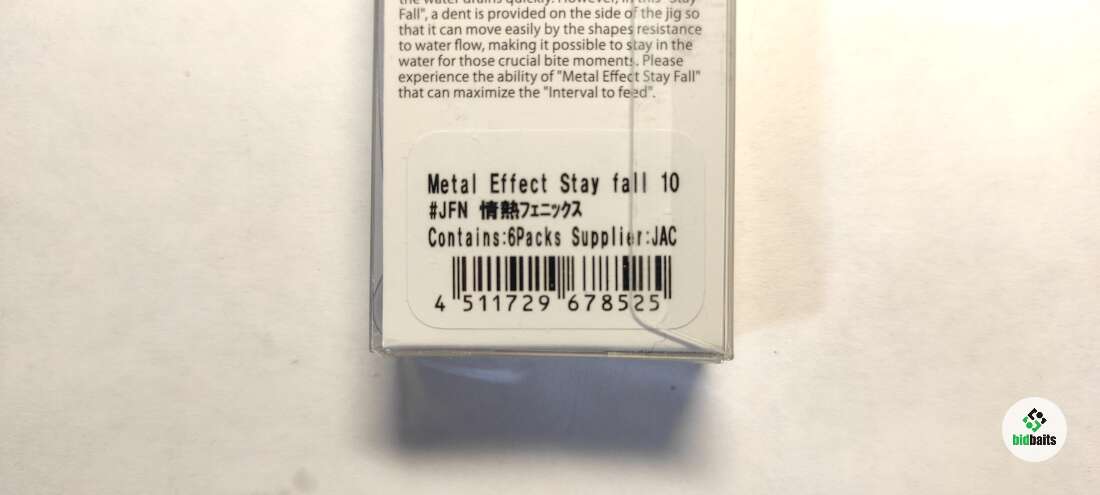 the water drains quickly. However, in this "Stay
Fall", a dent is provided on the side of the jig so
that it can move easily by the shapes resistance
to water flow, making it possible to stay in the
water for those crucial bite moments. Please
experience the ability of "Metal Effect Stay Fall"
that can maximize the "Interval to feed".
Metal Effect Stay fall 10
#JFN 情熱フェニックス
Contains:6Packs Supplier:JAC
4 511729 678525
bidbaits